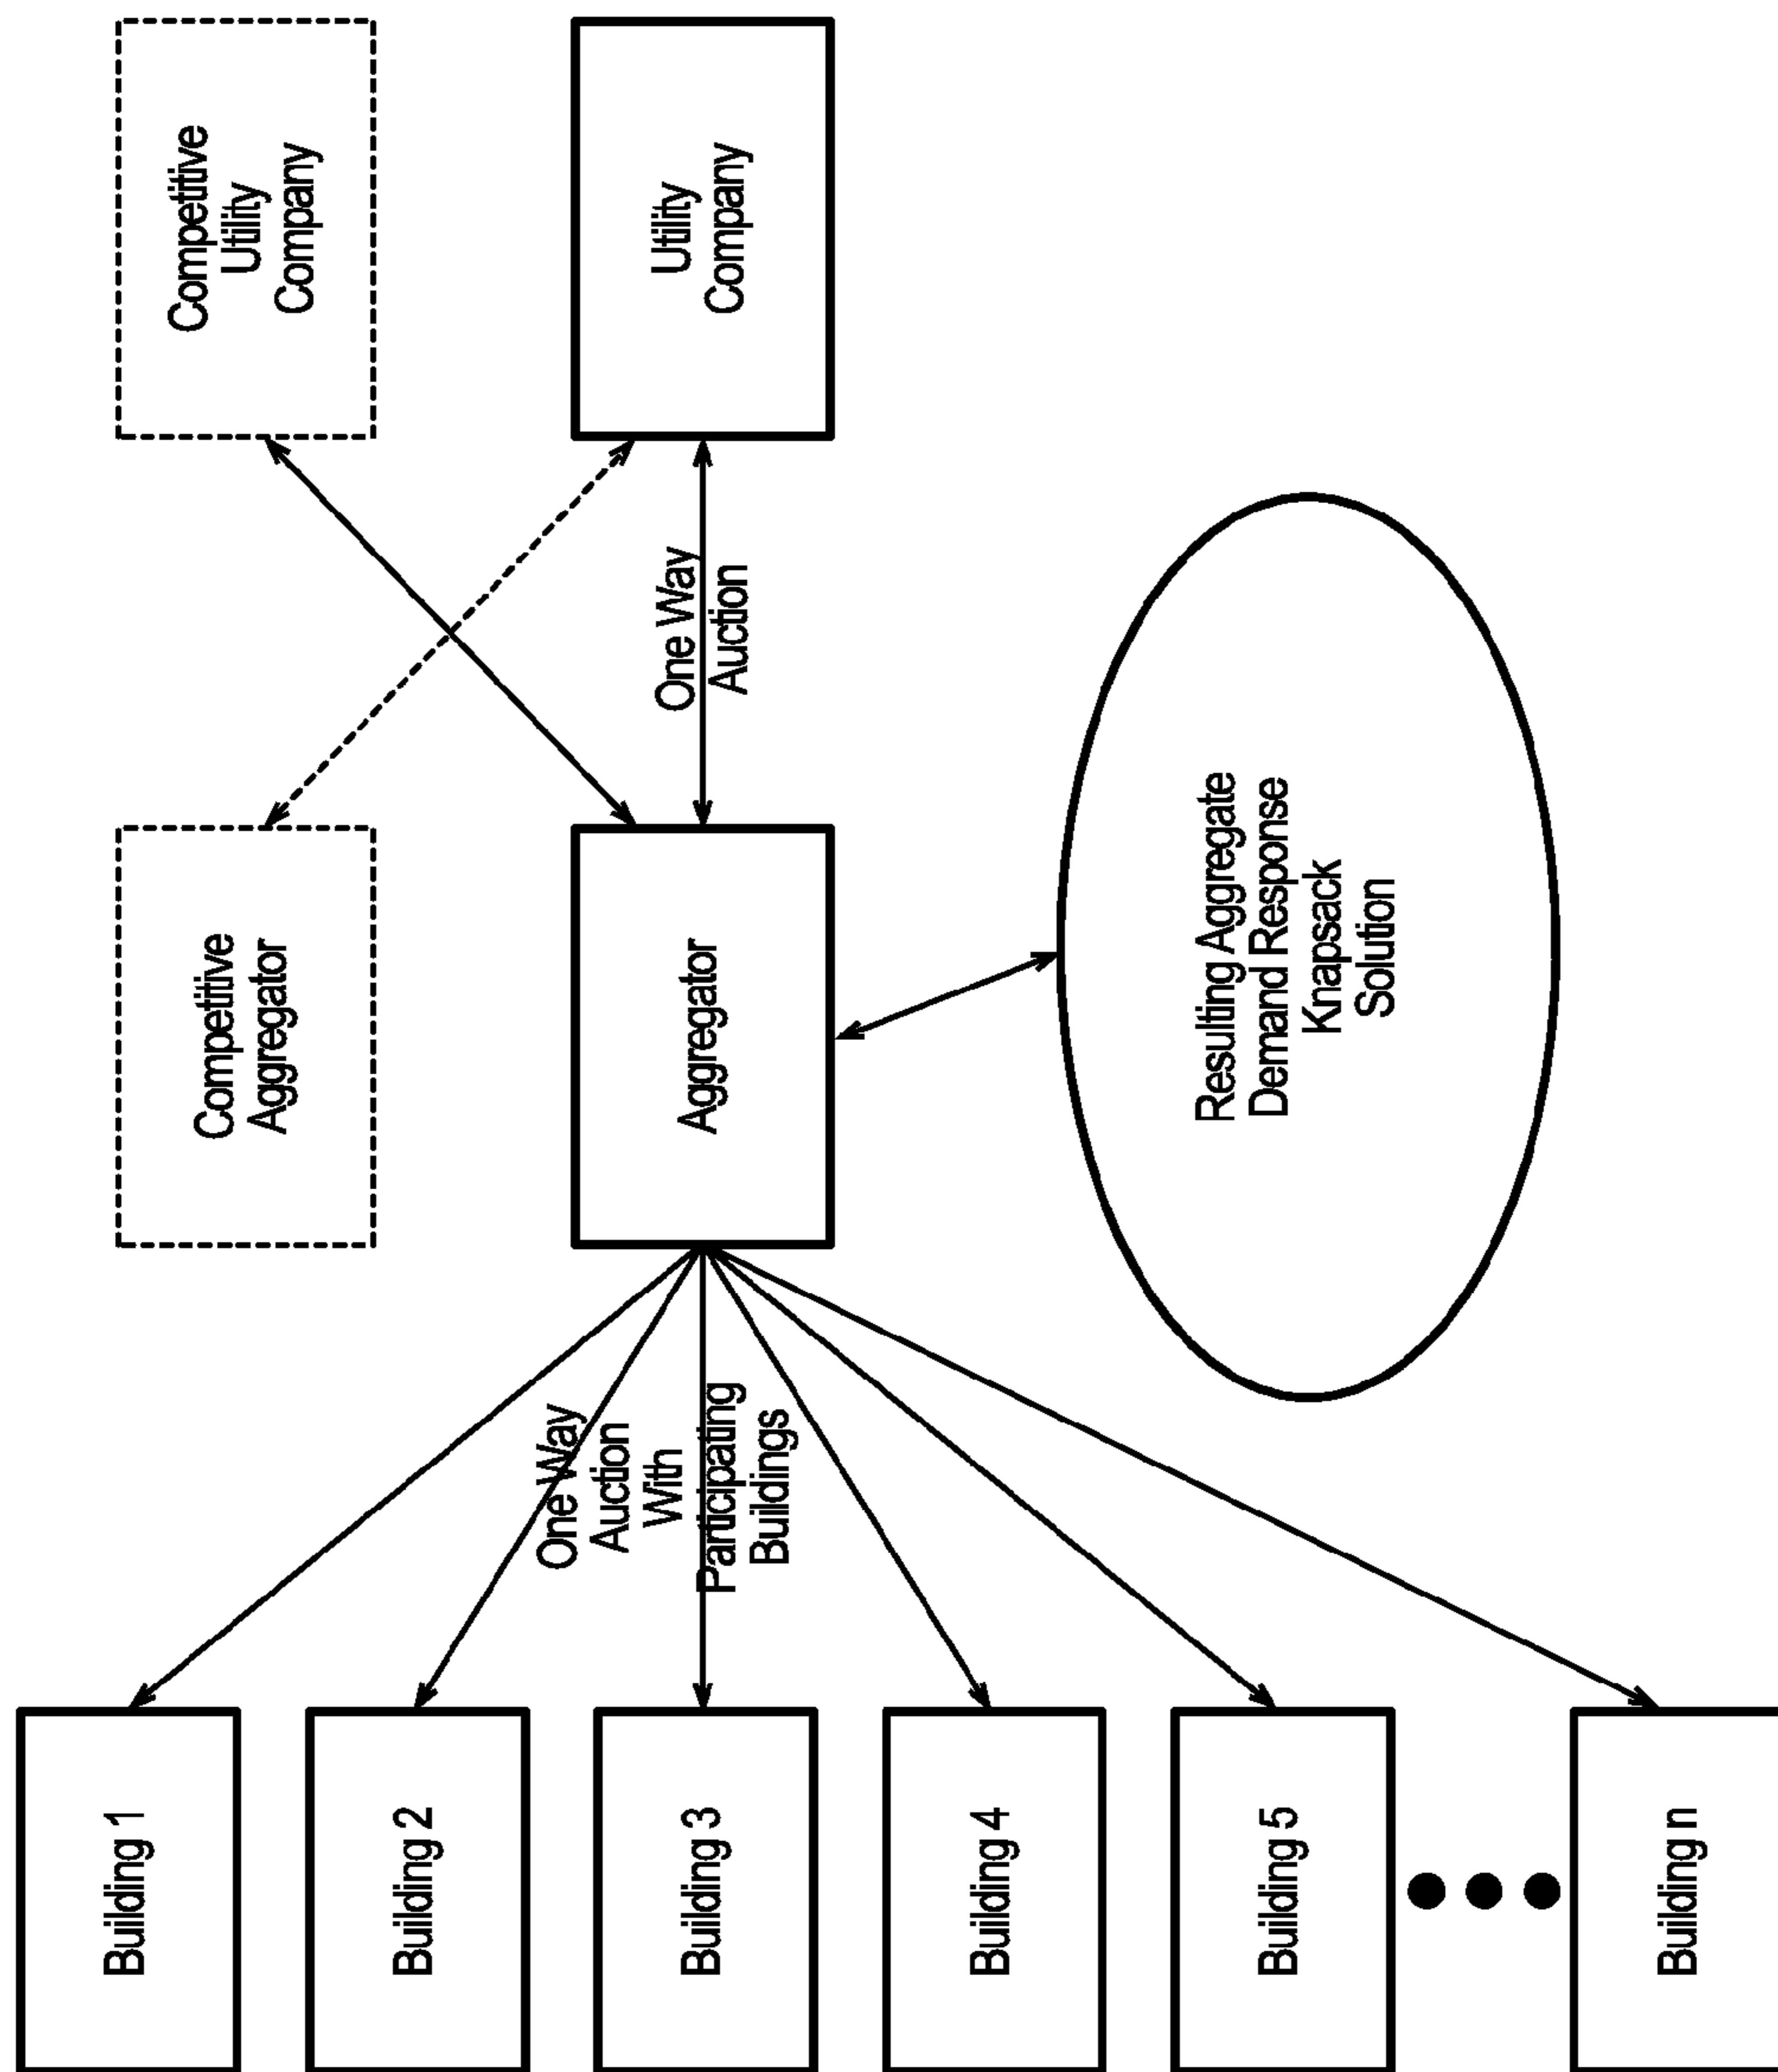 Competitive
Utility
Company
Utility
Company
Competitive
Aggregator
One Way
Auction
Aggregator
Resulting Aggregate
Demand Response
Knapsack
Solution
One Way
Auction
With
Participating
Buildings
Building 1
Building 2
Building 3
Building 4
Building 5
Building n